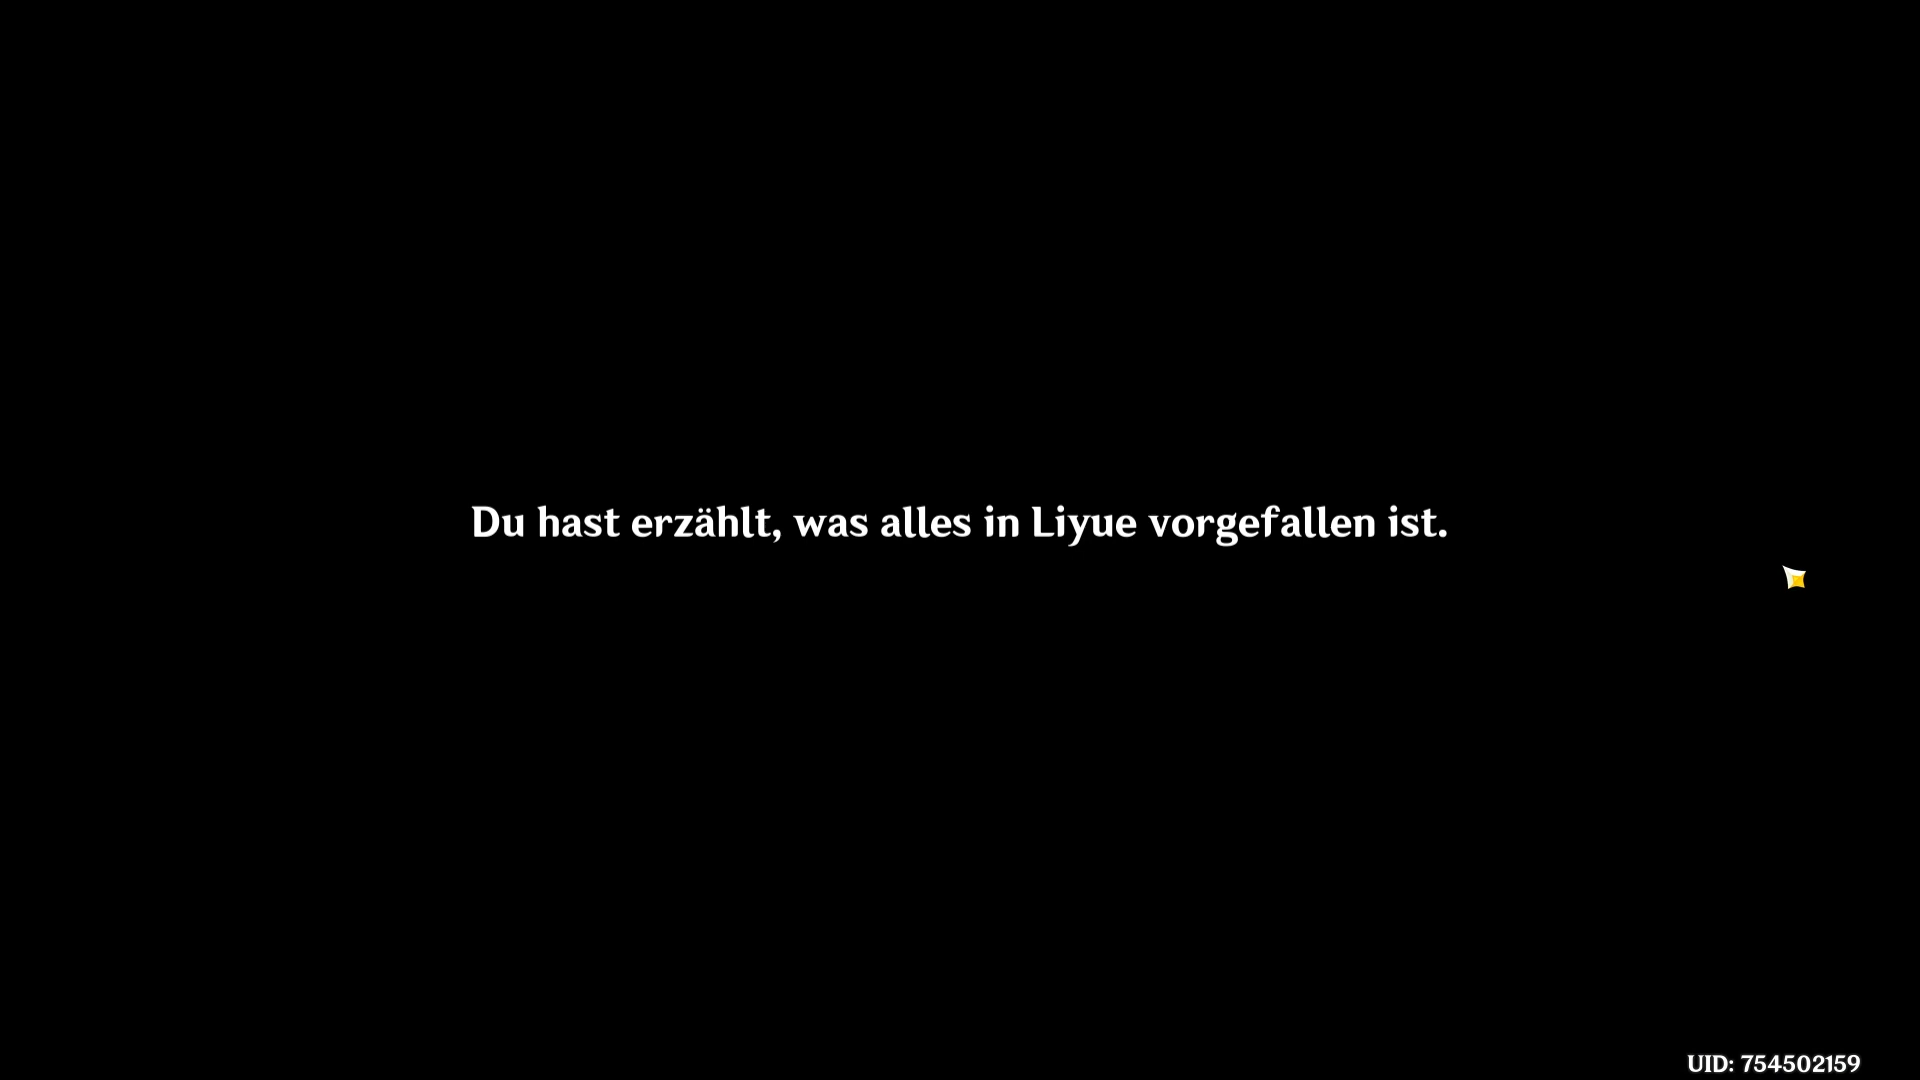 Du hast erzählt, was alles in Liyue vorgefallen ist.
UID: 754502159